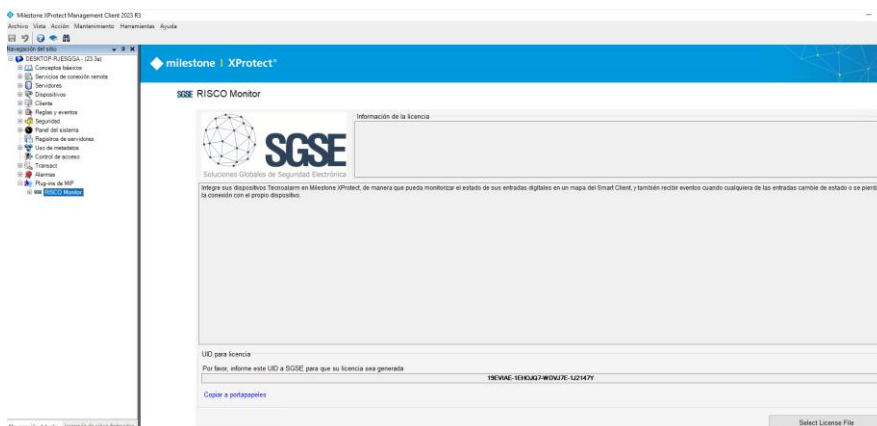 Milestone XProtect Management Client 2023 R3
Archivo Vista Acción Mantenimiento Herramientas Ayuda
Navegación del sitio
DESKTOP-RJESGGA - (23.3a)
Conceptos básicos
Servicios de conexión remota
Servidores
Dispositivos
Cliente
Reglas y eventos
Seguridad
Panel del sistema
Registros de servidores
Uso de metadatos
Control de acceso
Transact
Alarmas
Plug-ins de MIP
RISCO Monitor
milestone | XProtect®
SGSE RISCO Monitor
SGSE
Soluciones Globales de Seguridad Electrónica
Información de la licencia
Integre sus dispositivos Tecnoalarm en Milestone XProtect, de manera que pueda monitorizar el estado de sus entradas digitales en un mapa del Smart Client, y también recibir eventos cuando cualquiera de las entradas cambie de estado o se pierda
la conexión con el propio dispositivo.
UID para licencia
Por favor, informe este UID a SGSE para que su licencia sea generada
Copiar a portapapeles
Select License File